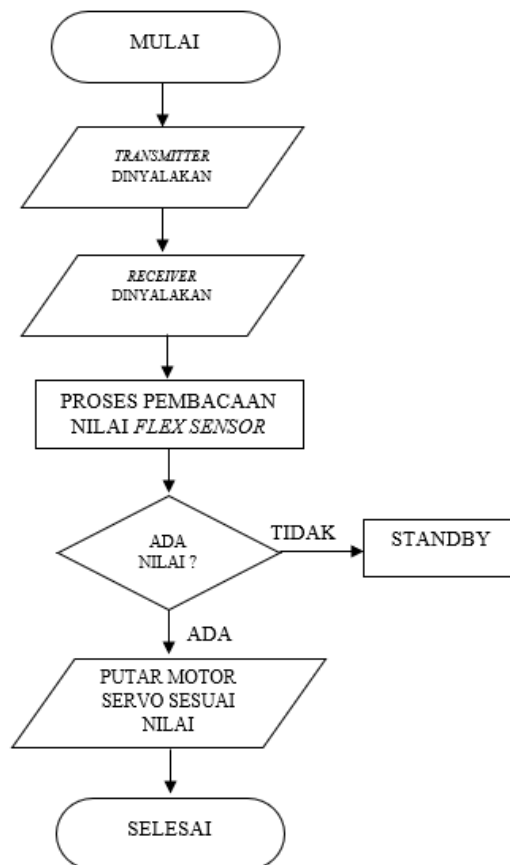 MULAI
TRANSMITTER
DINYALAKAN
RECEIVER
DINYALAKAN
PROSES PEMBACAAN
NILAI FLEX SENSOR
ADA
NILAI ?
TIDAK
STANDBY
ADA
PUTAR MOTOR
SERVO SESUAI
NILAI
SELESAI